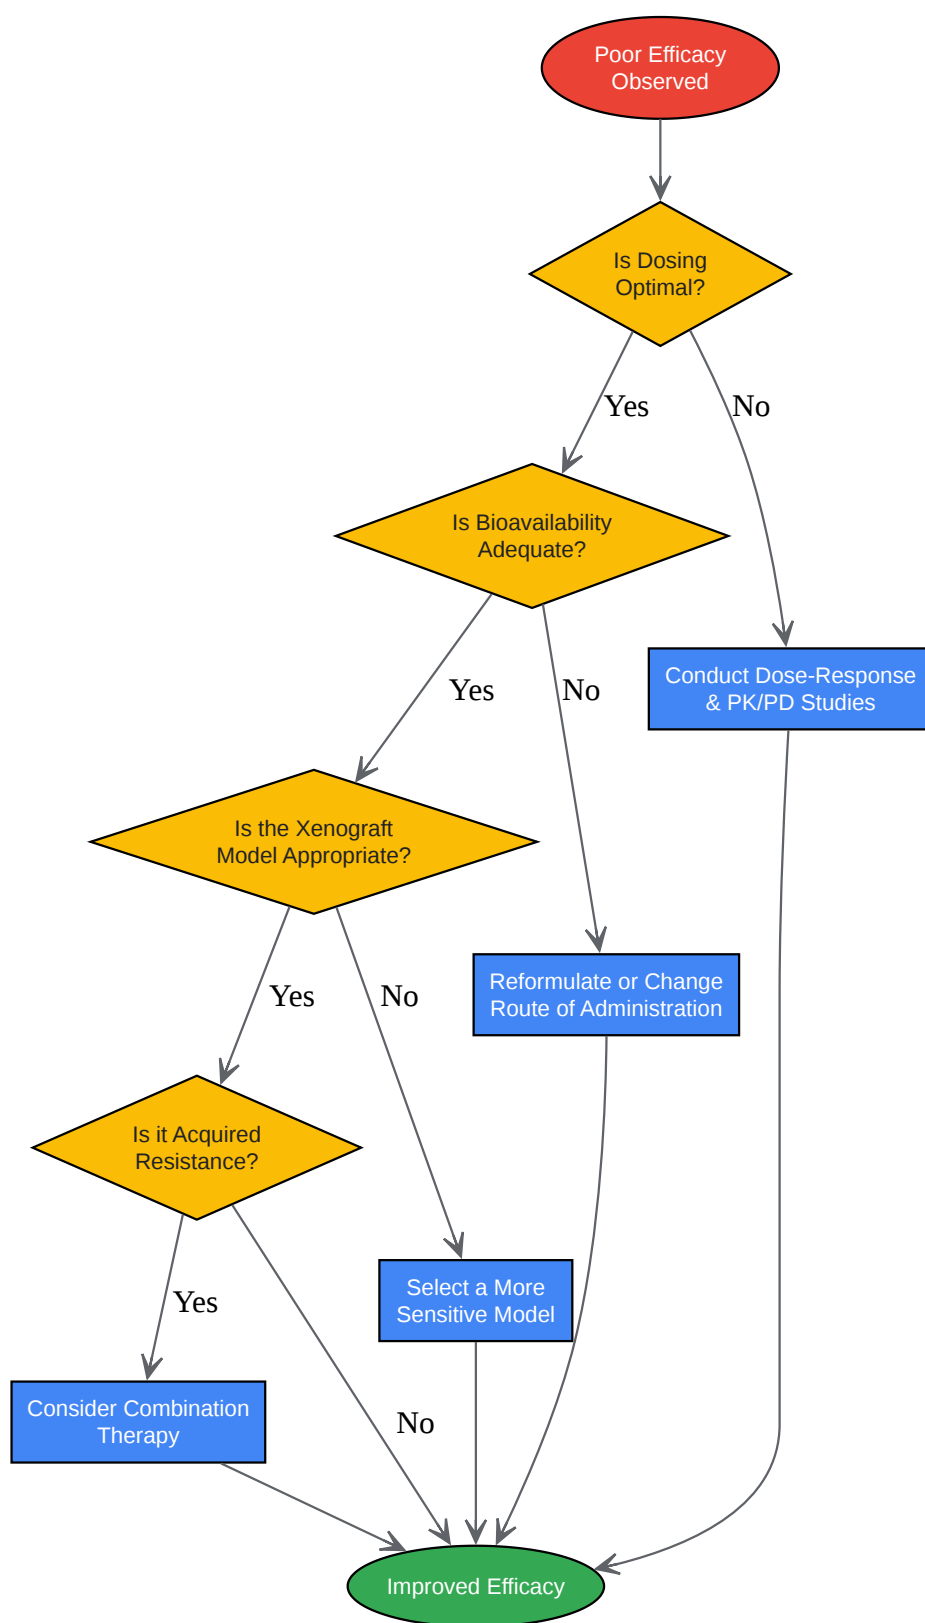 Poor Efficacy
Observed
Is Dosing
Optimal?
Yes
No
Is Bioavailability
Adequate?
Conduct Dose-Response
& PK/PD Studies
Yes
No
Is the Xenograft
Model Appropriate?
Reformulate or Change
Route of Administration
Yes
No
Is it Acquired
Resistance?
Select a More
Sensitive Model
Yes
No
Consider Combination
Therapy
Improved Efficacy